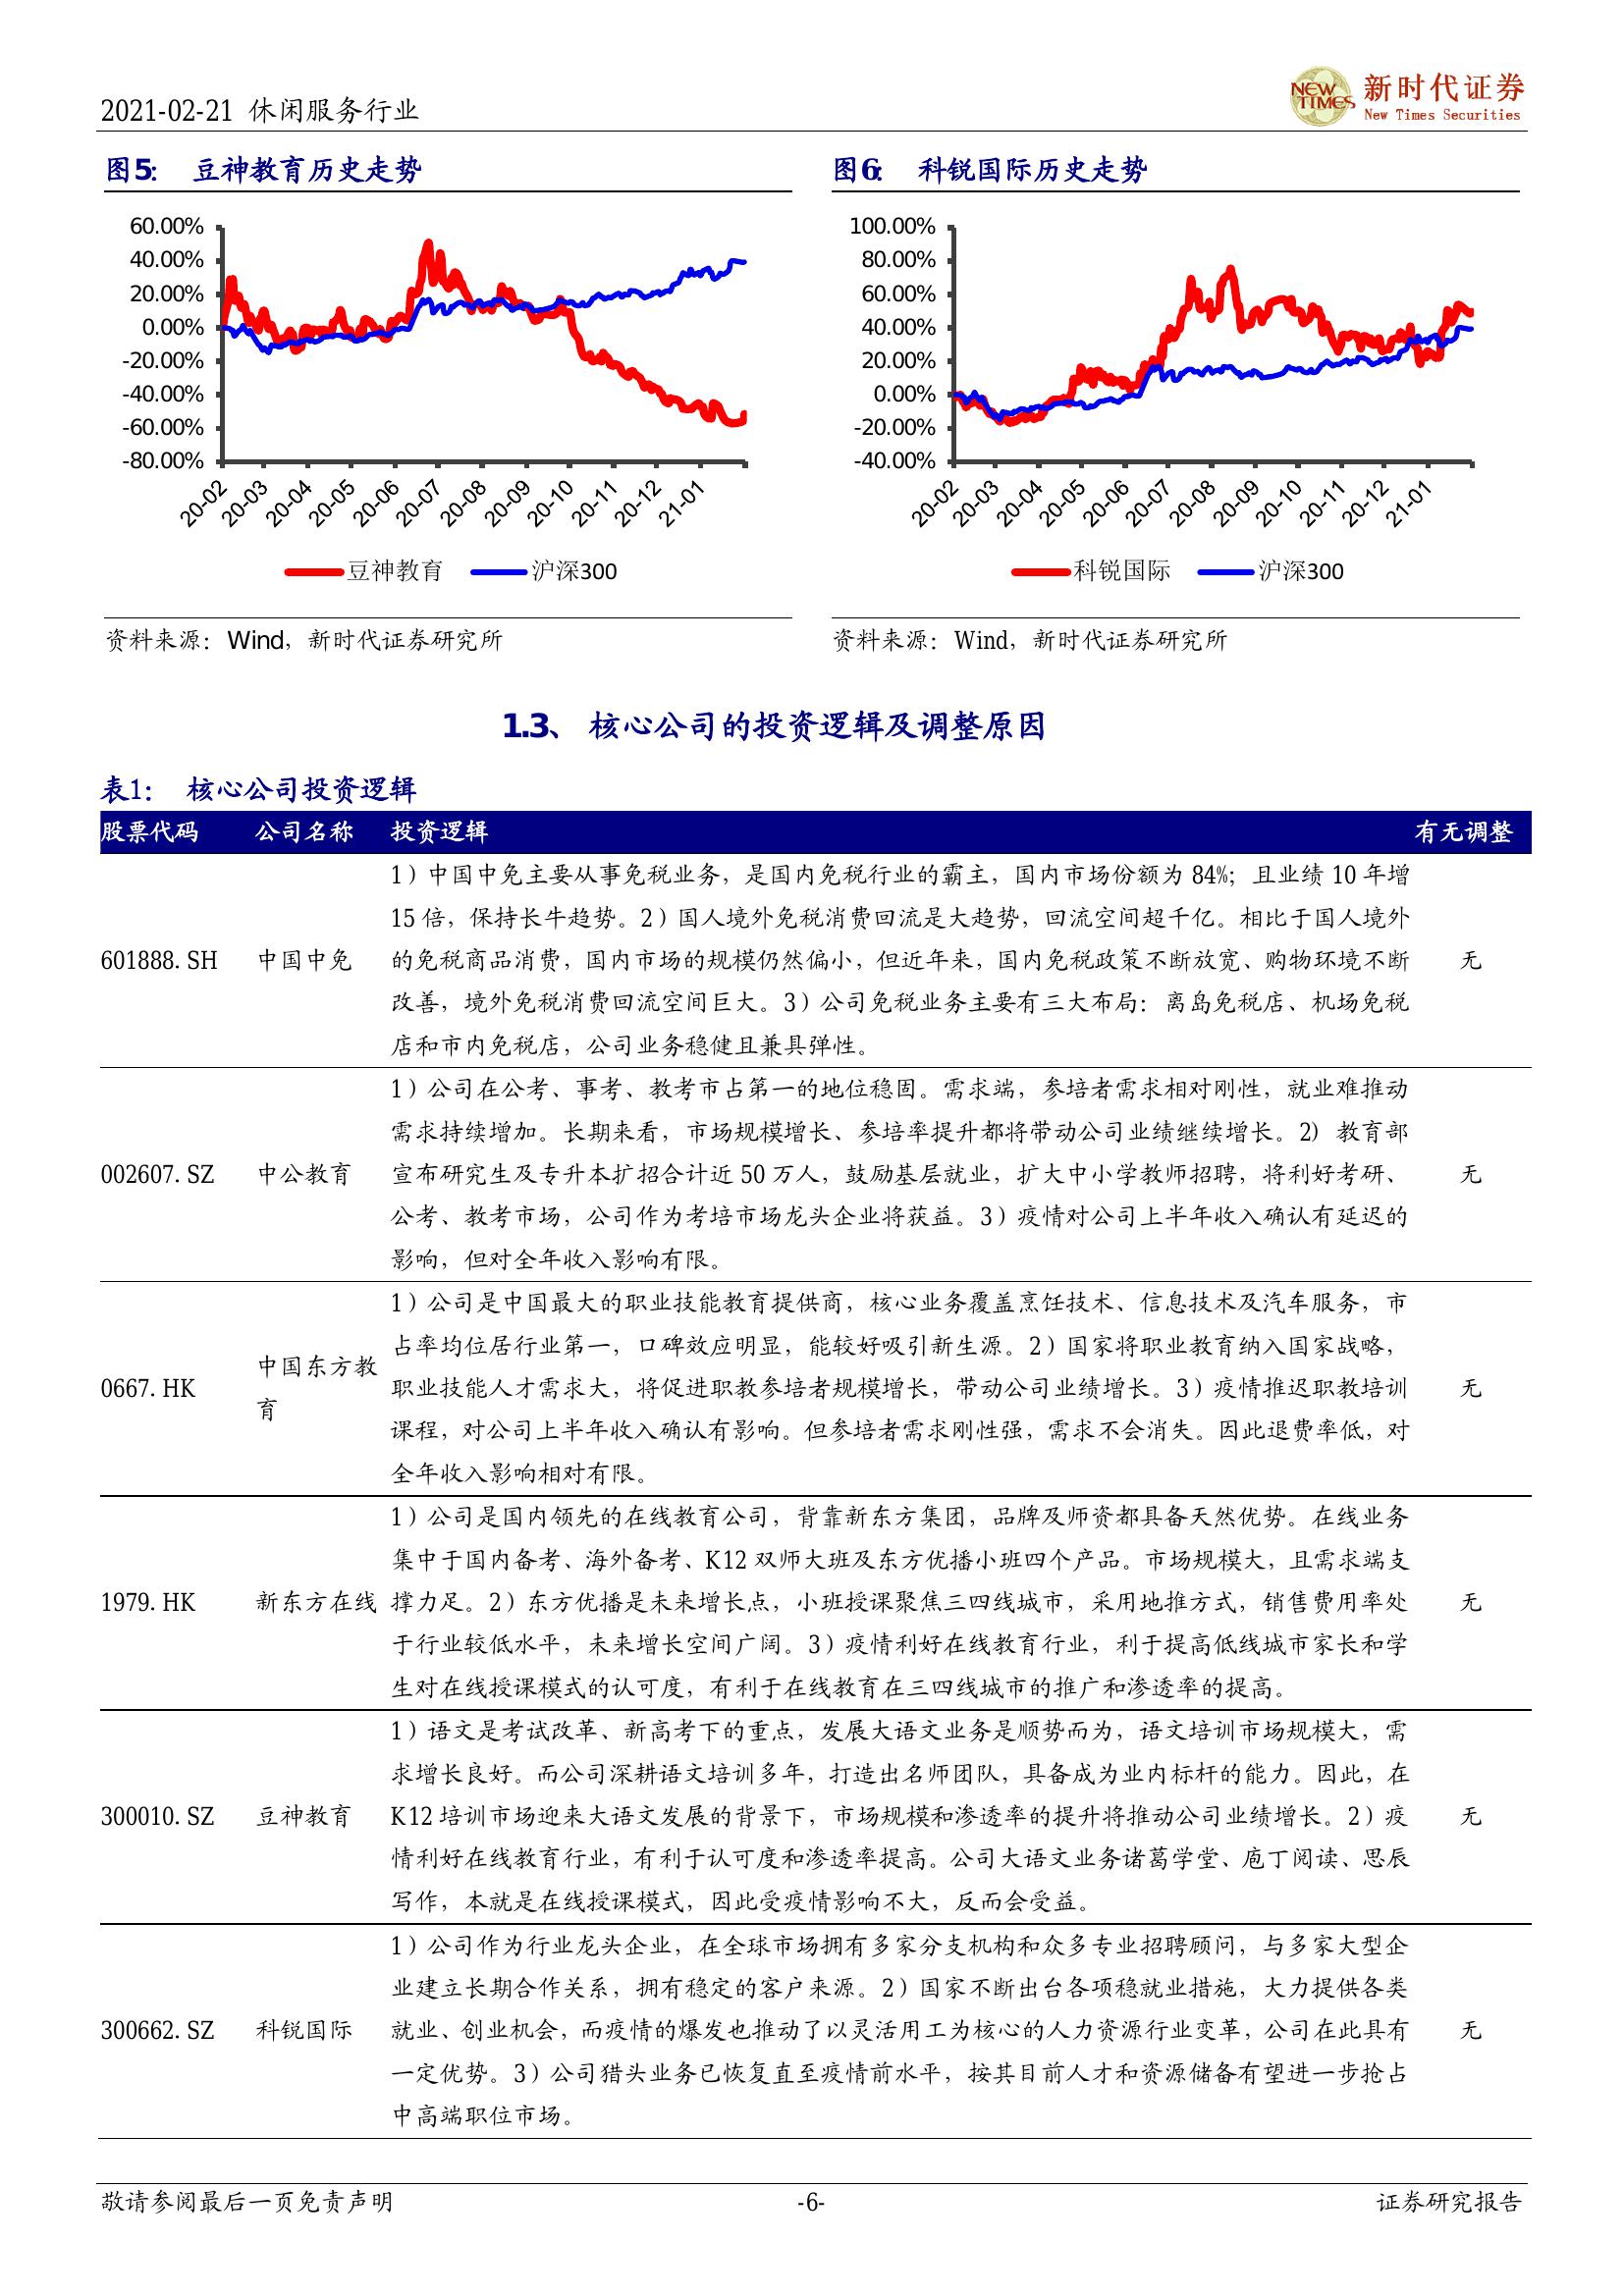 2021-02-21 休闲服务行业
NEW TIMES
新时代证券
New Times Securities
图5： 豆神教育历史走势
60.00%
40.00%
20.00%
0.00%
-20.00%
-40.00%
-60.00%
-80.00%
20-02
20-03
20-04
20-05
20-06
20-07
20-08
20-09
20-10
20-11
20-12
21-01
豆神教育 沪深300
资料来源：Wind，新时代证券研究所
图6： 科锐国际历史走势
100.00%
80.00%
60.00%
40.00%
20.00%
0.00%
-20.00%
-40.00%
20-02
20-03
20-04
20-05
20-06
20-07
20-08
20-09
20-10
20-11
20-12
21-01
科锐国际 沪深300
资料来源：Wind，新时代证券研究所
1.3、 核心公司的投资逻辑及调整原因
表1： 核心公司投资逻辑
股票代码 公司名称 投资逻辑 有无调整
601888.SH
中国中免
1）中国中免主要从事免税业务，是国内免税行业的霸主，国内市场份额为 84%；且业绩 10 年增
15 倍，保持长牛趋势。2）国人境外免税消费回流是大趋势，回流空间超千亿。相比于国人境外
的免税商品消费，国内市场的规模仍然偏小，但近年来，国内免税政策不断放宽、购物环境不断
改善，境外免税消费回流空间巨大。3）公司免税业务主要有三大布局：离岛免税店、机场免税
店和市内免税店，公司业务稳健且兼具弹性。
无
002607.SZ
中公教育
1）公司在公考、事考、教考市占第一的地位稳固。需求端，参培者需求相对刚性，就业难推动
需求持续增加。长期来看，市场规模增长、参培率提升都将带动公司业绩继续增长。2) 教育部
宣布研究生及专升本扩招合计近 50 万人，鼓励基层就业，扩大中小学教师招聘，将利好考研、
公考、教考市场，公司作为考培市场龙头企业将获益。3）疫情对公司上半年收入确认有延迟的
影响，但对全年收入影响有限。
无
0667.HK
中国东方教
育
1）公司是中国最大的职业技能教育提供商，核心业务覆盖烹饪技术、信息技术及汽车服务，市
占率均位居行业第一，口碑效应明显，能较好吸引新生源。2）国家将职业教育纳入国家战略，
职业技能人才需求大，将促进职教参培者规模增长，带动公司业绩增长。3）疫情推迟职教培训
课程，对公司上半年收入确认有影响。但参培者需求刚性强，需求不会消失。因此退费率低，对
全年收入影响相对有限。
无
1979.HK
新东方在线
1）公司是国内领先的在线教育公司，背靠新东方集团，品牌及师资都具备天然优势。在线业务
集中于国内备考、海外备考、K12 双师大班及东方优播小班四个产品。市场规模大，且需求端支
撑力足。2）东方优播是未来增长点，小班授课聚焦三四线城市，采用地推方式，销售费用率处
于行业较低水平，未来增长空间广阔。3）疫情利好在线教育行业，利于提高低线城市家长和学
生对在线授课模式的认可度，有利于在线教育在三四线城市的推广和渗透率的提高。
无
300010.SZ
豆神教育
1）语文是考试改革、新高考下的重点，发展大语文业务是顺势而为，语文培训市场规模大，需
求增长良好。而公司深耕语文培训多年，打造出名师团队，具备成为业内标杆的能力。因此，在
K12 培训市场迎来大语文发展的背景下，市场规模和渗透率的提升将推动公司业绩增长。2）疫
情利好在线教育行业，有利于认可度和渗透率提高。公司大语文业务诸葛学堂、庖丁阅读、思辰
写作，本就是在线授课模式，因此受疫情影响不大，反而会受益。
无
300662.SZ
科锐国际
1）公司作为行业龙头企业，在全球市场拥有多家分支机构和众多专业招聘顾问，与多家大型企
业建立长期合作关系，拥有稳定的客户来源。2）国家不断出台各项稳就业措施，大力提供各类
就业、创业机会，而疫情的爆发也推动了以灵活用工为核心的人力资源行业变革，公司在此具有
一定优势。3）公司猎头业务已恢复直至疫情前水平，按其目前人才和资源储备有望进一步抢占
中高端职位市场。
无
敬请参阅最后一页免责声明 -6- 证券研究报告